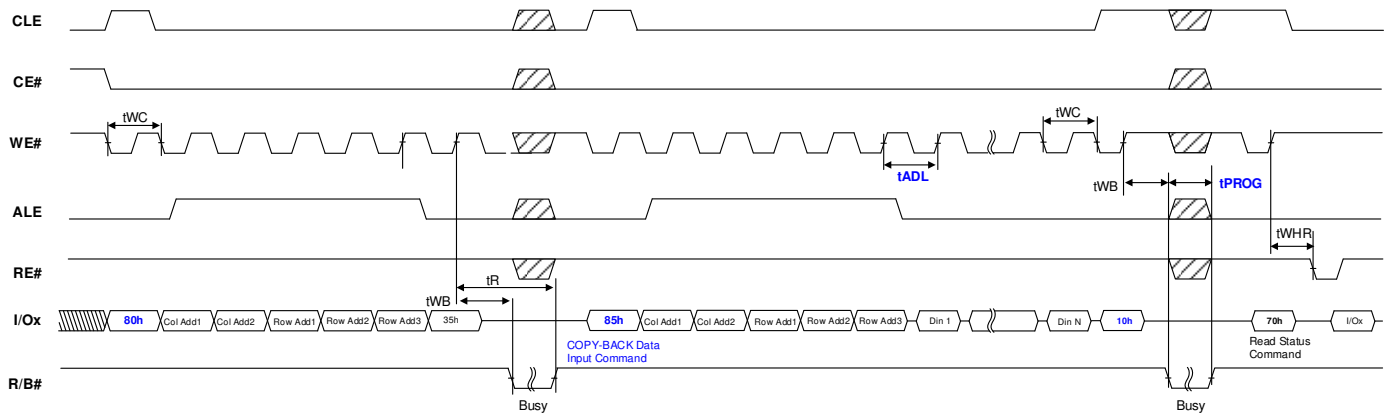 CLE
CE#
tWC
tWC
WE#
tADL
tWB
tPROG
ALE
tWHR
RE#
tR
tWB
I/Ox
80h
Col Add1
Col Add2
Row Add1
Row Add2
Row Add3
35h
85h
Col Add1
Col Add2
Row Add1
Row Add2
Row Add3
Din 1
Din N
10h
70h
I/Ox
COPY-BACK Data
Input Command
Read Status
Command
R/B#
Busy
Busy